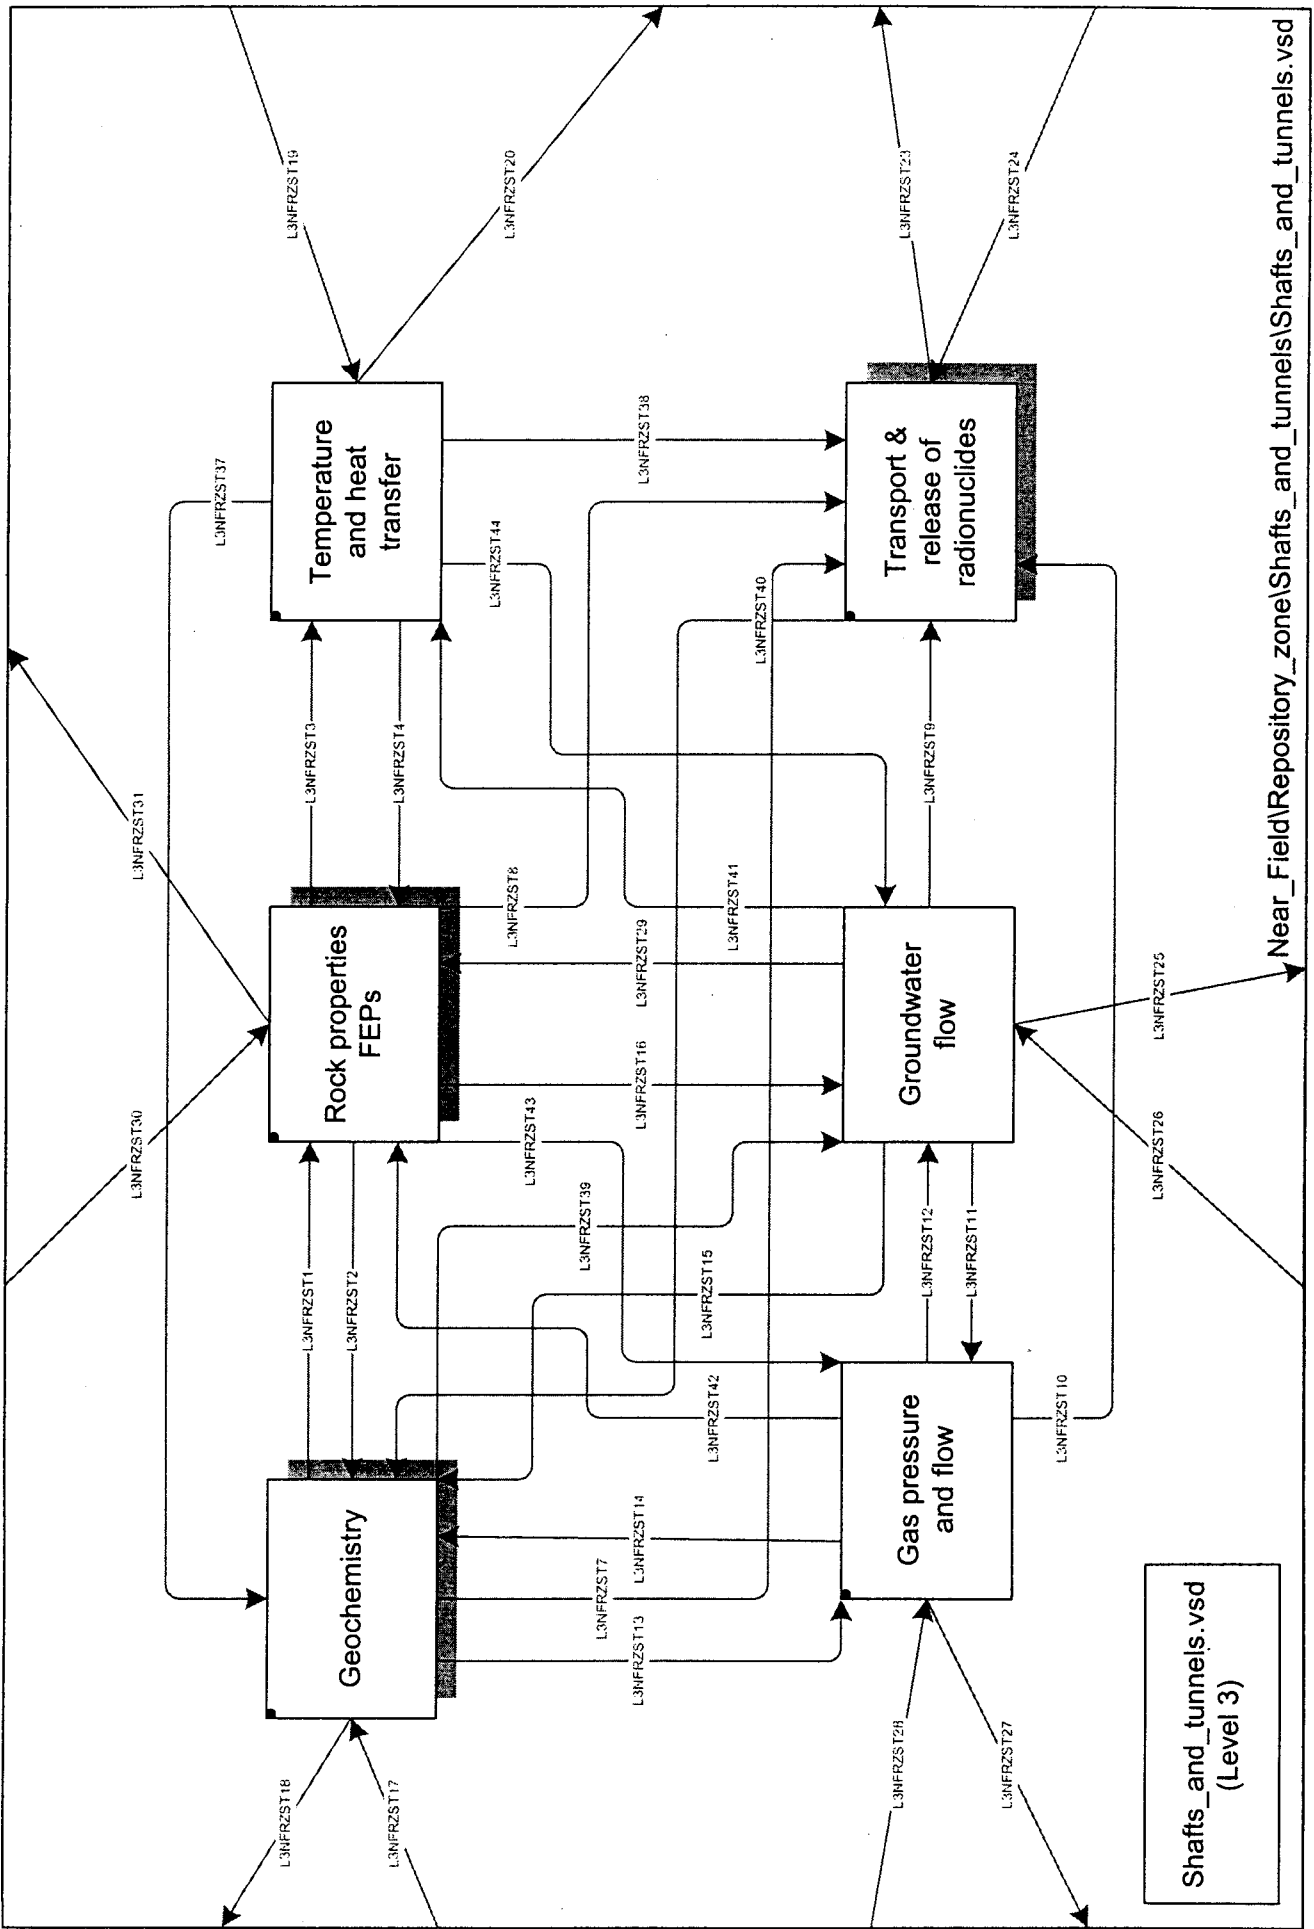 L3NFRZST18
L3NFRZST17
Geochemistry
L3NFRZST1
L3NFRZST2
L3NFRZST30
L3NFRZST31
Rock properties
FEPs
L3NFRZST3
L3NFRZST4
L3NFRZST37
Temperature
and heat
transfer
L3NFRZST19
L3NFRZST20
L3NFRZST13
L3NFRZST7
L3NFRZST14
L3NFRZST42
L3NFRZST15
L3NFRZST39
L3NFRZST43
L3NFRZST16
L3NFRZST29
L3NFRZST41
L3NFRZST8
L3NFRZST44
L3NFRZST40
L3NFRZST38
L3NFRZST28
L3NFRZST27
Gas pressure
and flow
L3NFRZST12
L3NFRZST11
Groundwater
flow
L3NFRZST9
Transport &
release of
radionuclides
L3NFRZST23
L3NFRZST24
L3NFRZST10
L3NFRZST26
L3NFRZST25
Shafts_and_tunnels.vsd
(Level 3)
Near_Field\Repository_zone\Shafts_and_tunnels\Shafts_and_tunnels.vsd